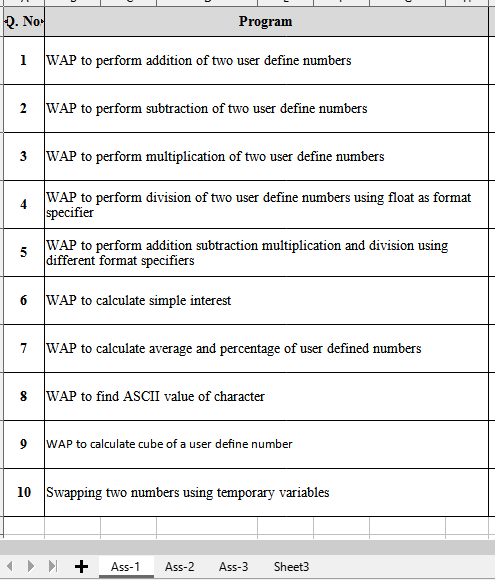 Q. No Program
1 WAP to perform addition of two user define numbers
2 WAP to perform subtraction of two user define numbers
3 WAP to perform multiplication of two user define numbers
4 WAP to perform division of two user define numbers using float as format
specifier
5 WAP to perform addition subtraction multiplication and division using
different format specifiers
6 WAP to calculate simple interest
7 WAP to calculate average and percentage of user defined numbers
8 WAP to find ASCII value of character
9 WAP to calculate cube of a user define number
10 Swapping two numbers using temporary variables
Ass-1 Ass-2 Ass-3 Sheet3